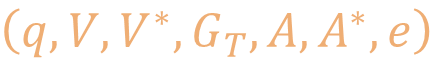 (q, V, V*, G_T, A, A*, e)